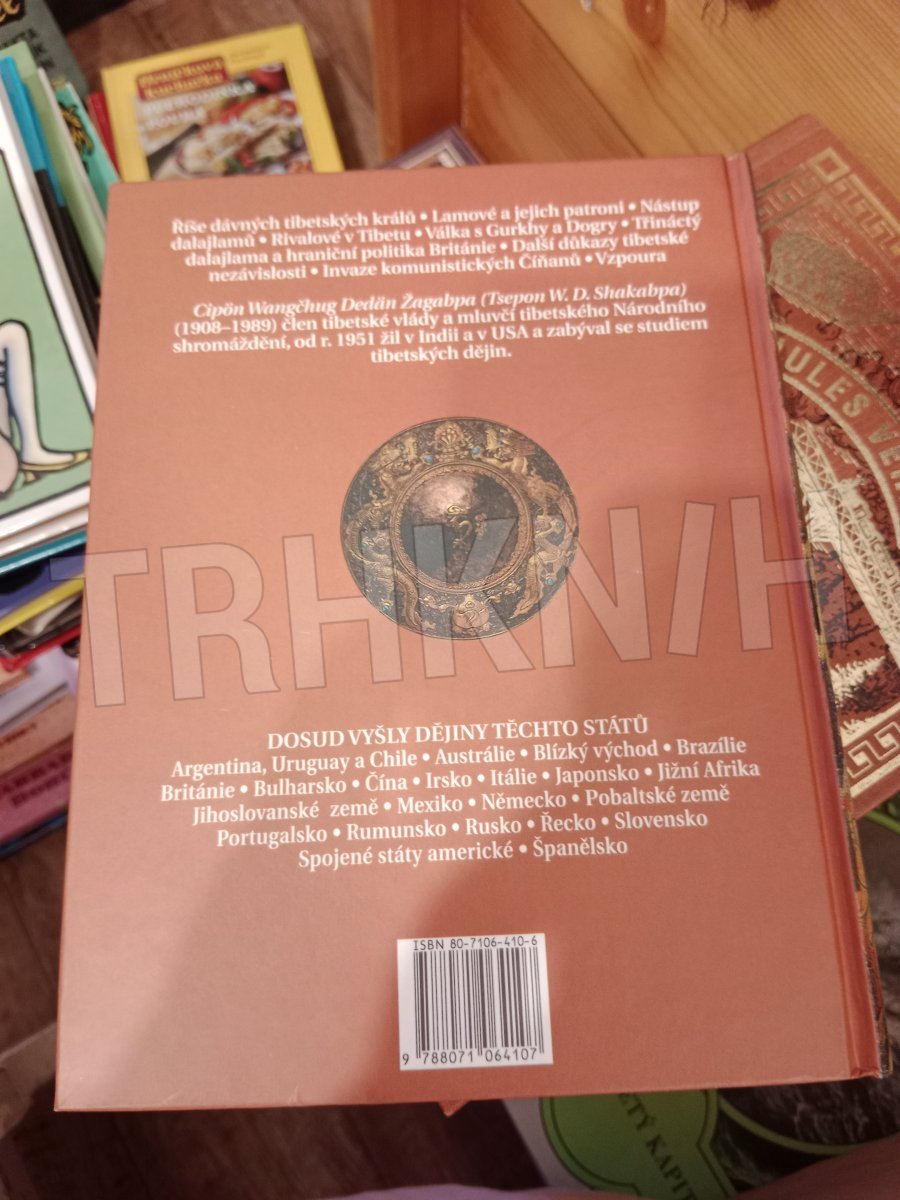 Říše dávných tibetských králů • Lamové a jejich patroni • Nástup
dalajlamů • Rivalové v Tibetu • Válka s Gurkhy a Dogry • Třináctý
dalajlama a hraniční politika Británie • Další důkazy tibetské
nezávislosti • Invaze komunistických Číňanů • Vzpoura
Cipön Wangčhug Dedän Žagabpa (Tsepon W. D. Shakabpa)
(1908–1989) člen tibetské vlády a mluvčí tibetského Národního
shromáždění, od r. 1951 žil v Indii a v USA a zabýval se studiem
tibetských dějin.
TRHKNIH
DOSUD VYŠLY DĚJINY TĚCHTO STÁTŮ
Argentina, Uruguay a Chile • Austrálie • Blízký východ • Brazílie
Británie • Bulharsko • Čína • Irsko • Itálie • Japonsko • Jižní Afrika
Jihoslovanské země • Mexiko • Německo • Pobaltské země
Portugalsko • Rumunsko • Rusko • Řecko • Slovensko
Spojené státy americké • Španělsko
ISBN 80-7106-410-6
9 788071 064107
JULES VER